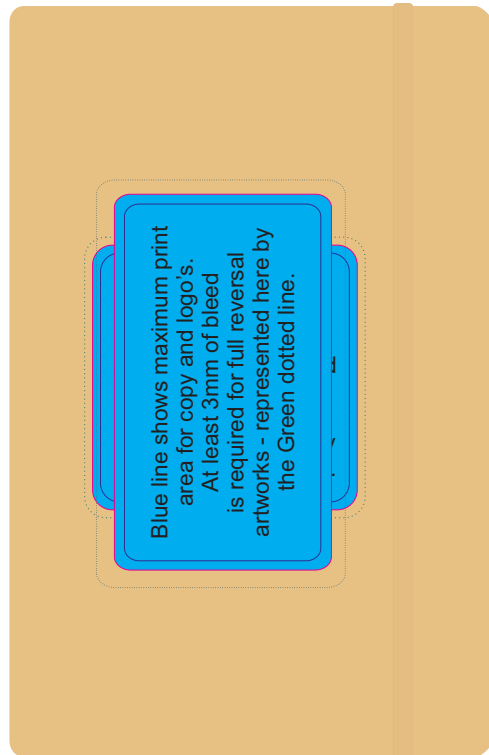 Blue line shows maximum print
area for copy and logo's.
At least 3mm of bleed
is required for full reversal
artworks - represented here by
the Green dotted line.